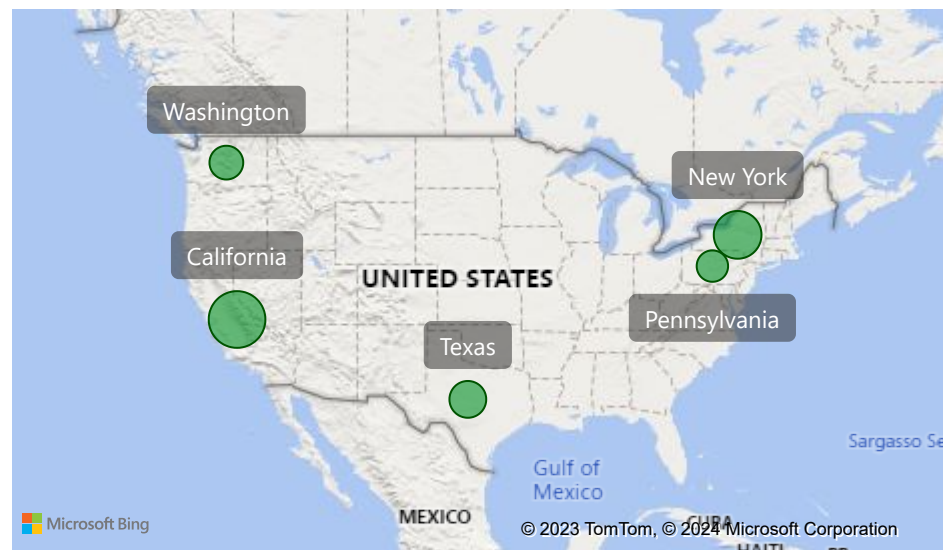 Washington
New York
California
UNITED STATES
Pennsylvania
Texas
Sargasso Se
Gulf of
Mexico
MEXICO
Microsoft Bing
© 2023 TomTom, © 2024 Microsoft Corporation
CUBA
HAITI